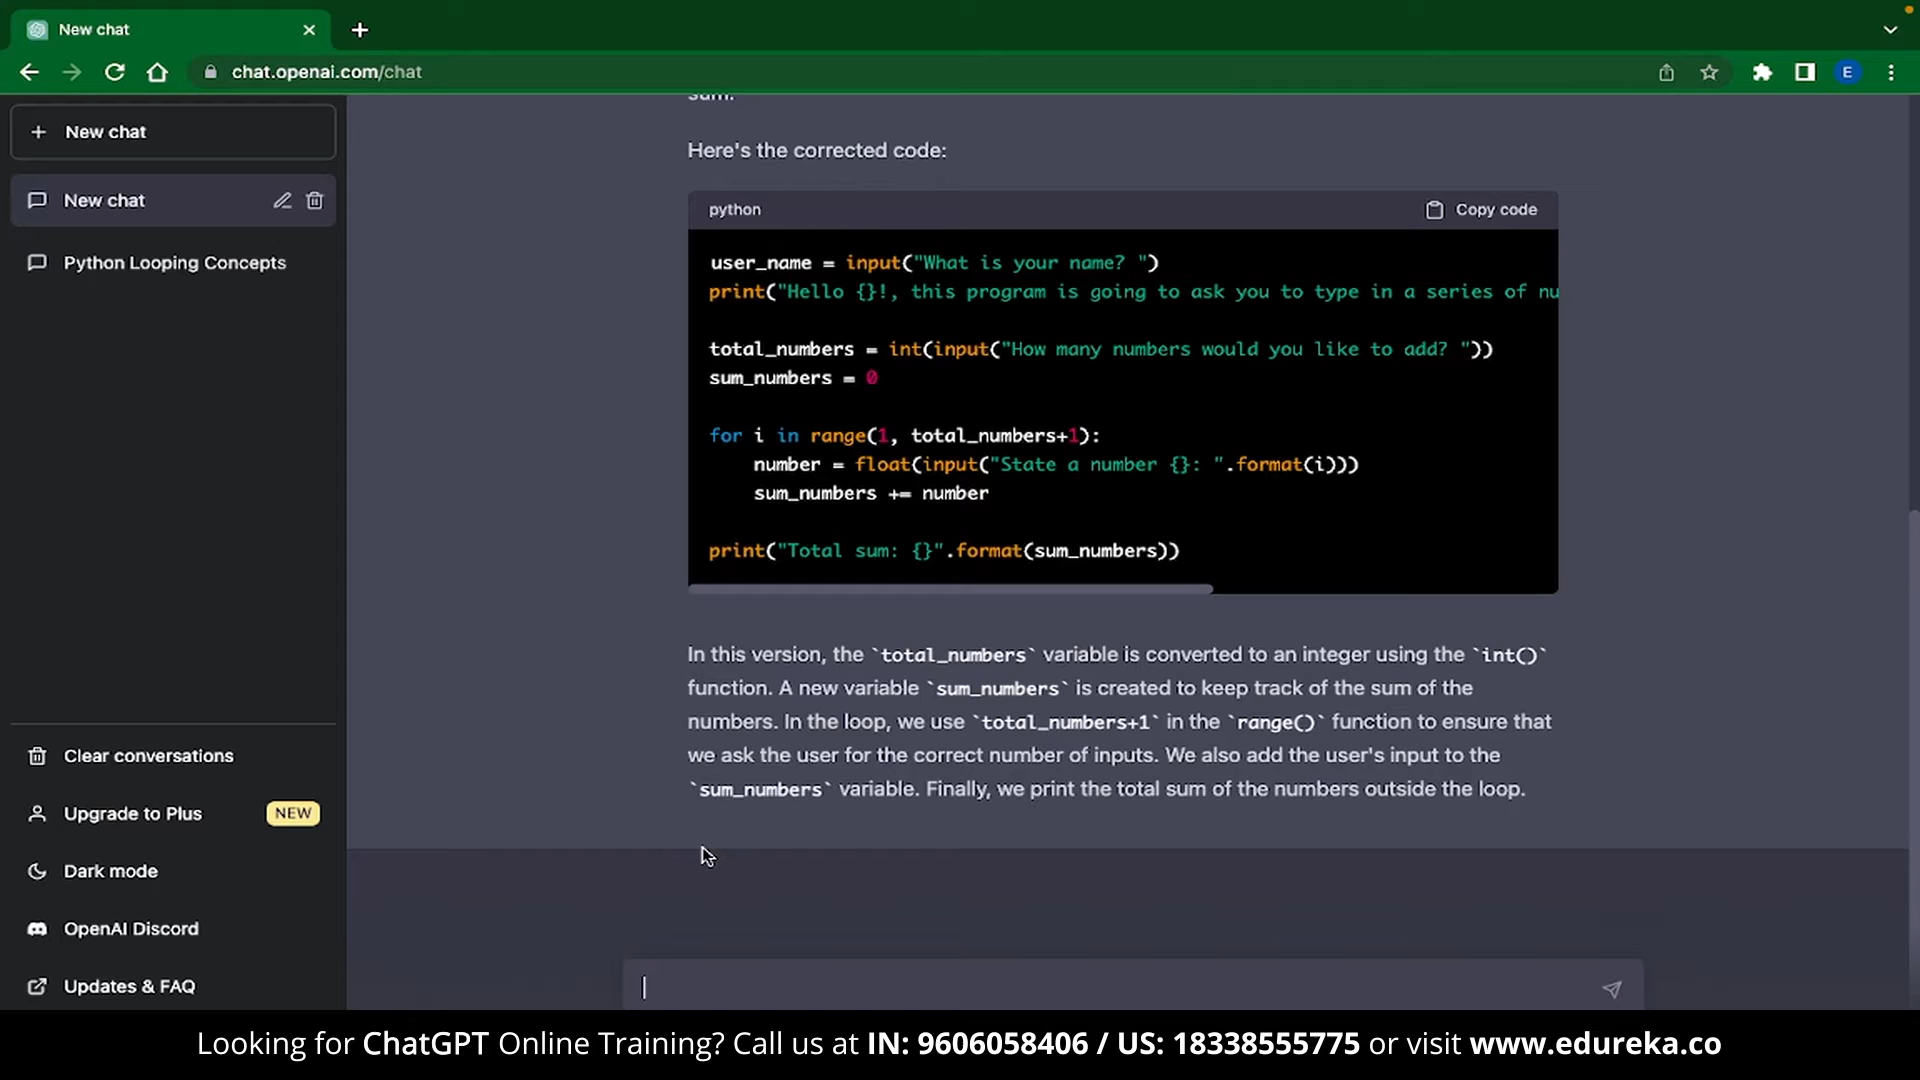 New chat
chat.openai.com/chat
E
New chat
New chat
Python Looping Concepts
Clear conversations
Upgrade to Plus NEW
Dark mode
OpenAI Discord
Updates & FAQ
sum.
Here's the corrected code:
python Copy code
user_name = input("What is your name? ")
print("Hello {}!, this program is going to ask you to type in a series of nu
total_numbers = int(input("How many numbers would you like to add? "))
sum_numbers = 0
for i in range(1, total_numbers+1):
    number = float(input("State a number {}: ".format(i)))
    sum_numbers += number
print("Total sum: {}".format(sum_numbers))
In this version, the `total_numbers` variable is converted to an integer using the `int()`
function. A new variable `sum_numbers` is created to keep track of the sum of the
numbers. In the loop, we use `total_numbers+1` in the `range()` function to ensure that
we ask the user for the correct number of inputs. We also add the user's input to the
`sum_numbers` variable. Finally, we print the total sum of the numbers outside the loop.
Looking for ChatGPT Online Training? Call us at IN: 9606058406 / US: 18338555775 or visit www.edureka.co